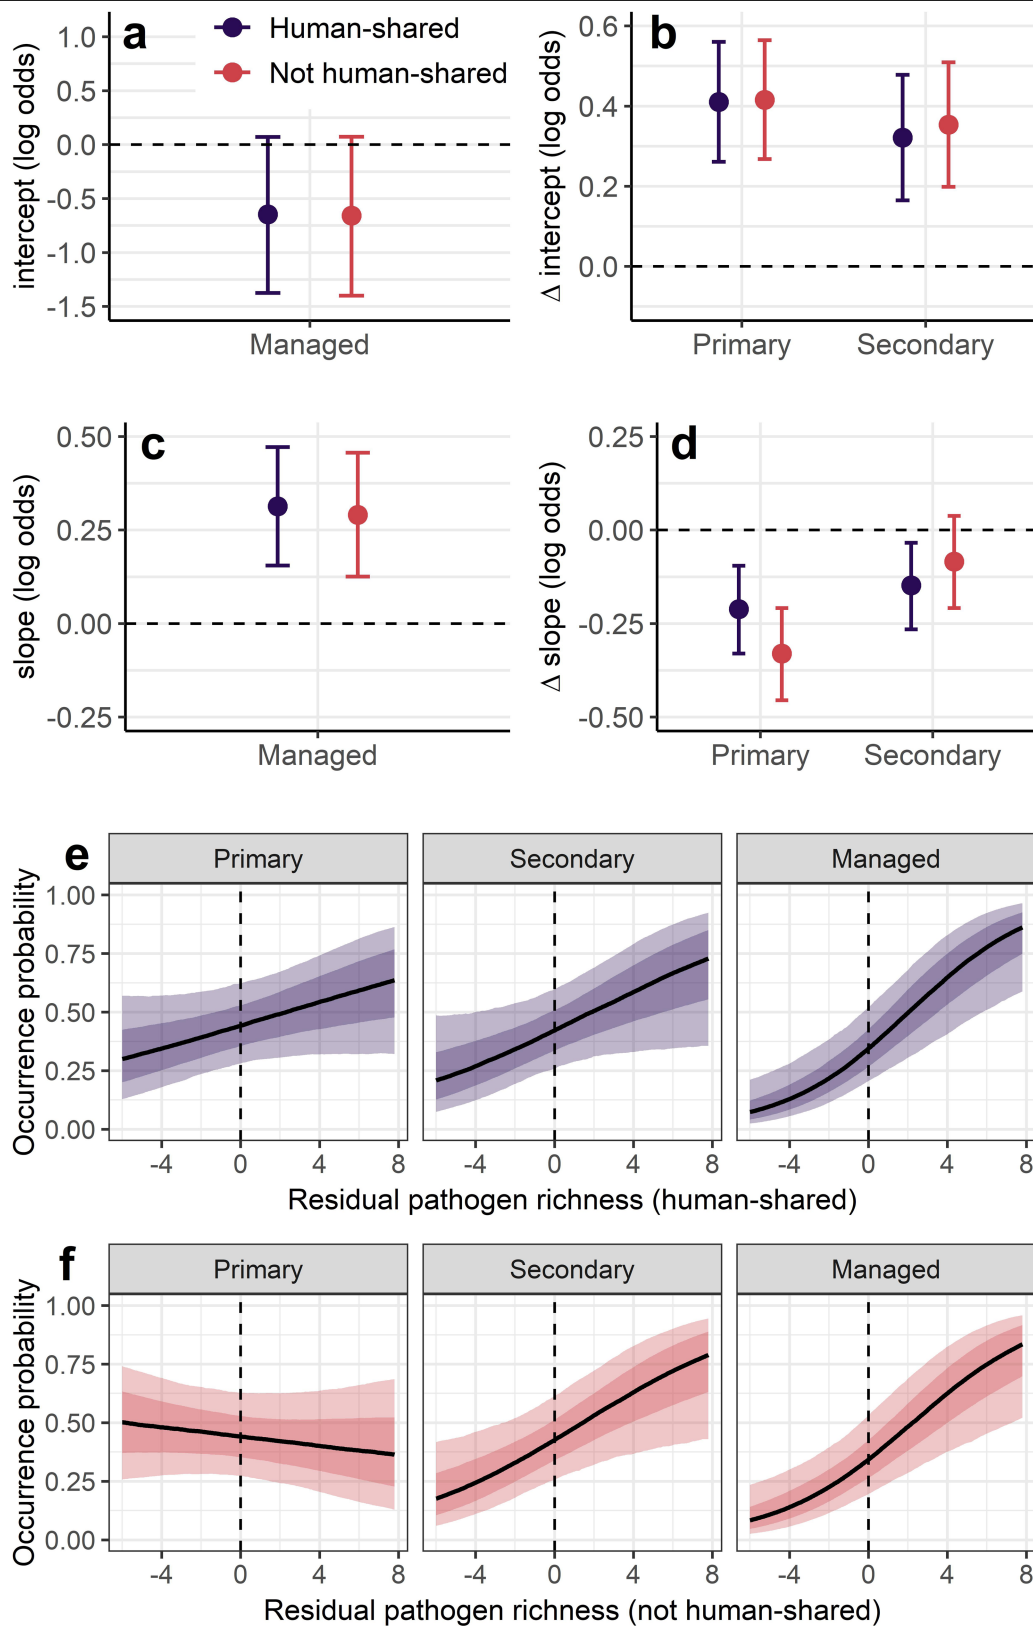 a
Human-shared
Not human-shared
intercept (log odds)
1.0
0.5
0.0
-0.5
-1.0
-1.5
Managed
b
Δ intercept (log odds)
0.6
0.4
0.2
0.0
Primary Secondary
c
slope (log odds)
0.50
0.25
0.00
-0.25
Managed
d
Δ slope (log odds)
0.25
0.00
-0.25
-0.50
Primary Secondary
e
Primary Secondary Managed
Occurrence probability
1.00
0.75
0.50
0.25
0.00
-4 0 4 8 -4 0 4 8 -4 0 4 8
Residual pathogen richness (human-shared)
f
Primary Secondary Managed
Occurrence probability
1.00
0.75
0.50
0.25
0.00
-4 0 4 8 -4 0 4 8 -4 0 4 8
Residual pathogen richness (not human-shared)